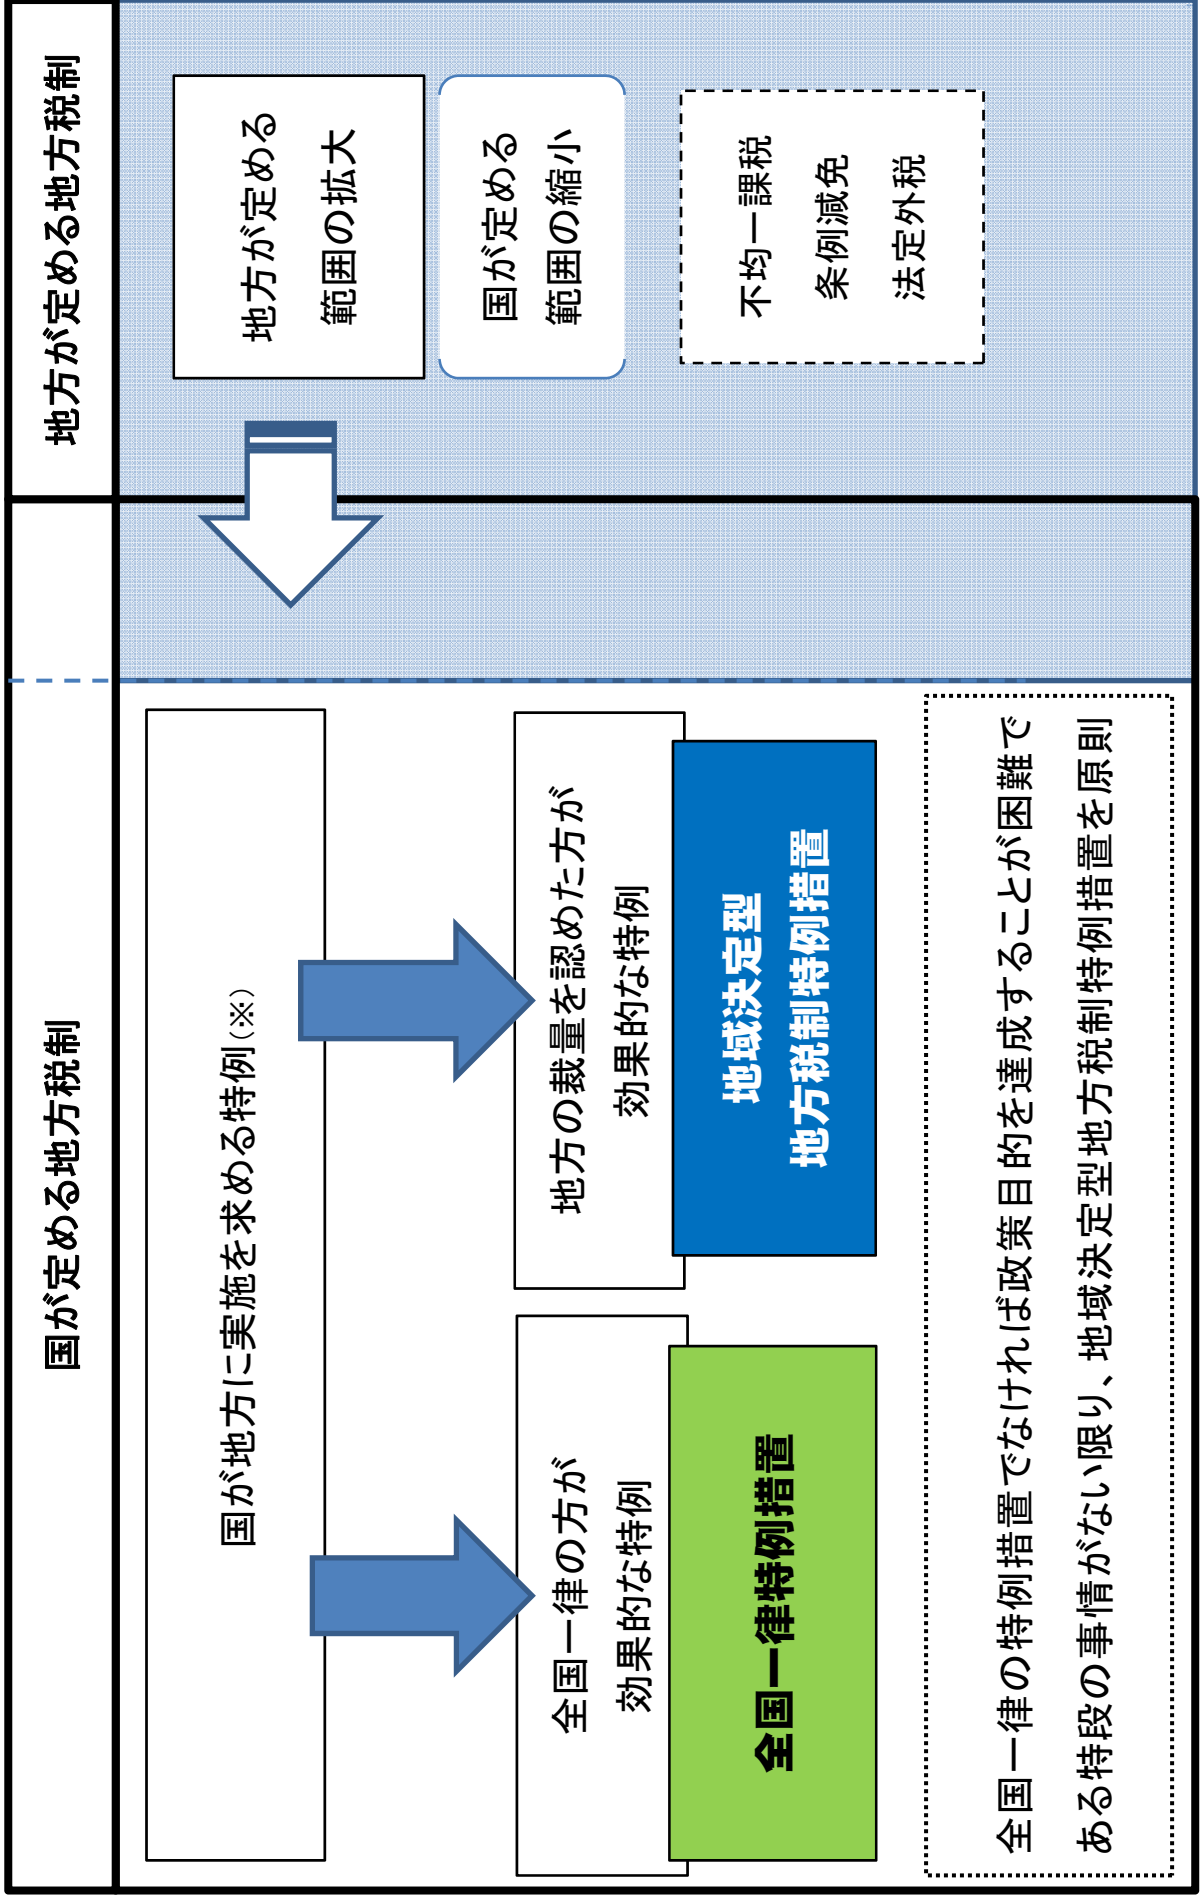 国が定める地方税制
地方が定める地方税制
国が地方に実施を求める特例(※)
全国一律の方が
効果的な特例
全国一律特例措置
地方の裁量を認めた方が
効果的な特例
地域決定型
地方税制特例措置
全国一律の特例措置でなければ政策目的を達成することが困難で
ある特段の事情がない限り、地域決定型地方税制特例措置を原則
地方が定める
範囲の拡大
国が定める
範囲の縮小
不均一課税
条例減免
法定外税